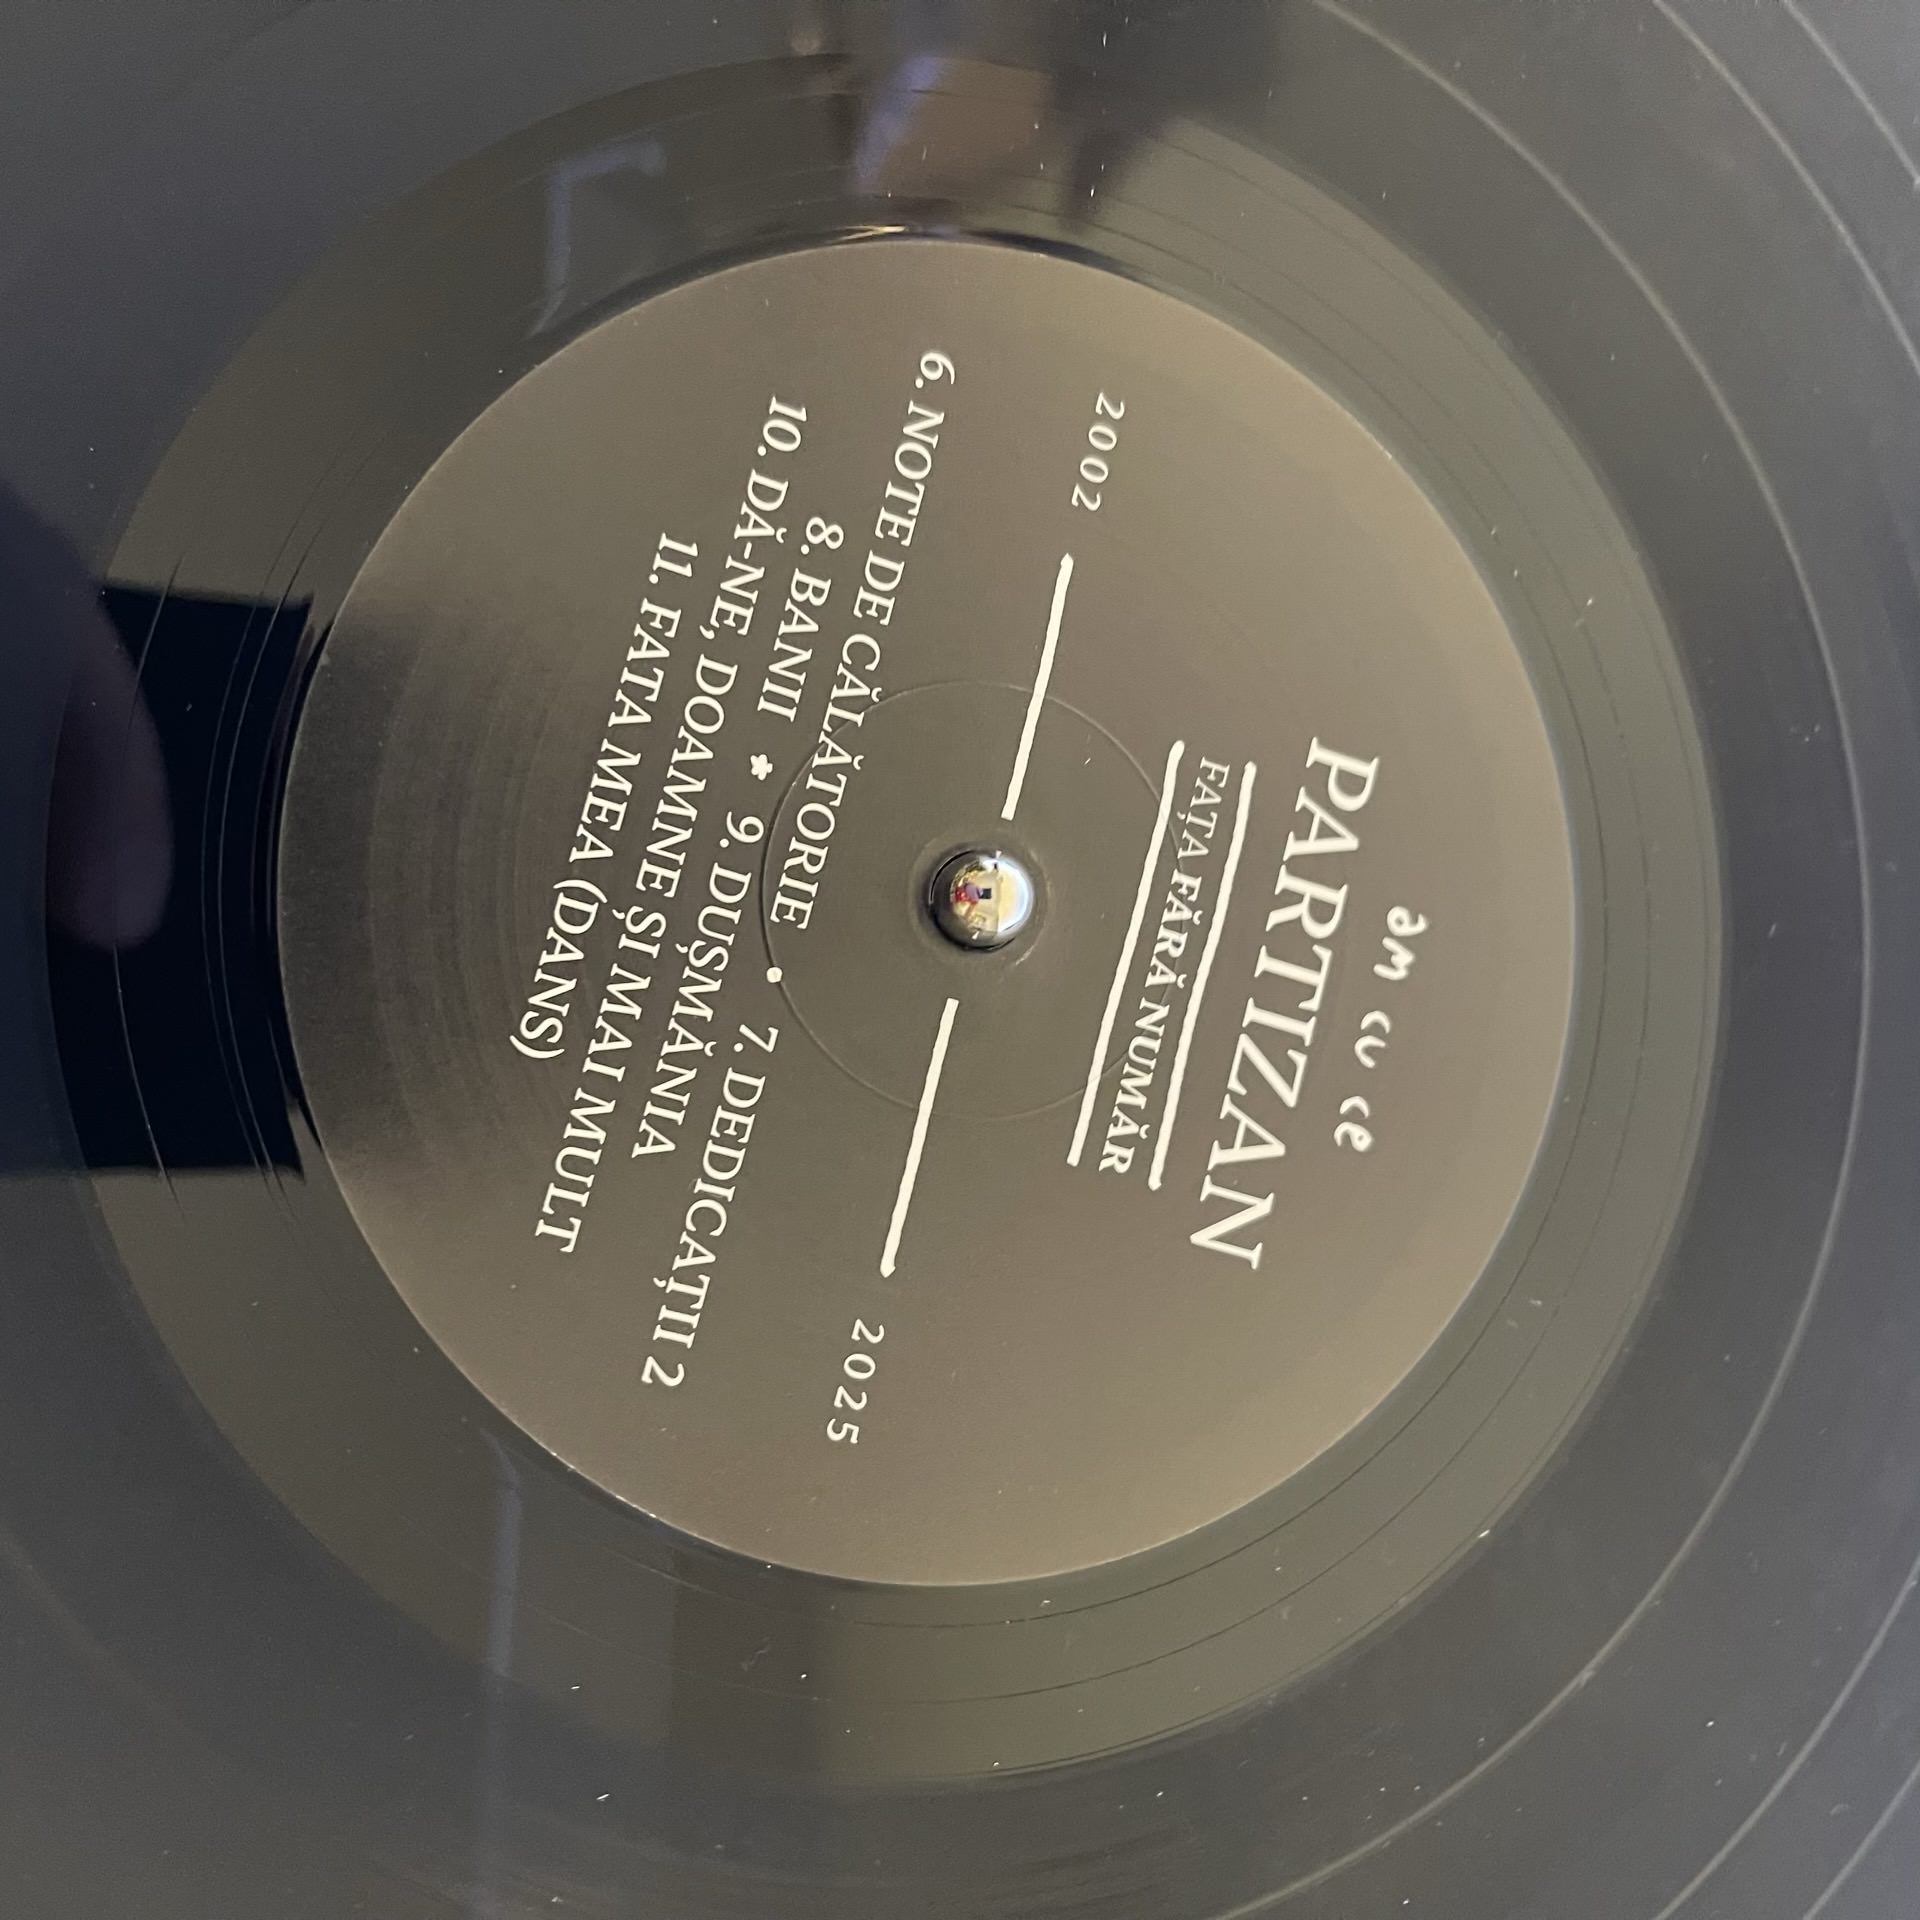 am cu ce
PARTIZAN
FAȚA FĂRĂ NUMĂR
2002 2025
6. NOTE DE CĂLĂTORIE • 7. DEDICAȚII 2
8. BANII * 9. DUȘMĂNIA
10. DĂ-NE, DOAMNE ȘI MAI MULT
11. FATA MEA (DANS)